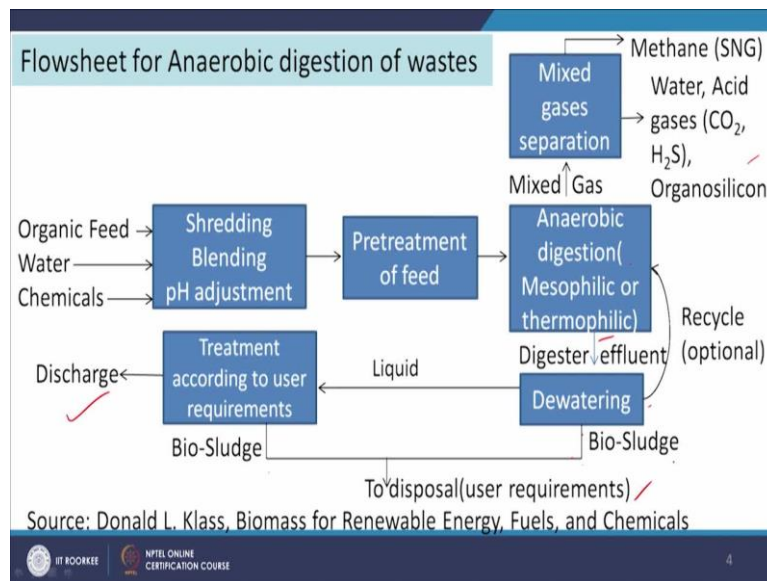 Flowsheet for Anaerobic digestion of wastes
Methane (SNG)
Mixed
gases
separation
Water, Acid
gases (CO₂,
H₂S),
Organosilicon
Mixed Gas
Organic Feed
Water
Chemicals
Shredding
Blending
pH adjustment
Pretreatment
of feed
Anaerobic
digestion(
Mesophilic or
thermophilic)
Recycle
(optional)
Digester effluent
Dewatering
Liquid
Treatment
according to user
requirements
Discharge
Bio-Sludge
Bio-Sludge
To disposal(user requirements)
Source: Donald L. Klass, Biomass for Renewable Energy, Fuels, and Chemicals
IIT ROORKEE
NPTEL ONLINE
CERTIFICATION COURSE
4